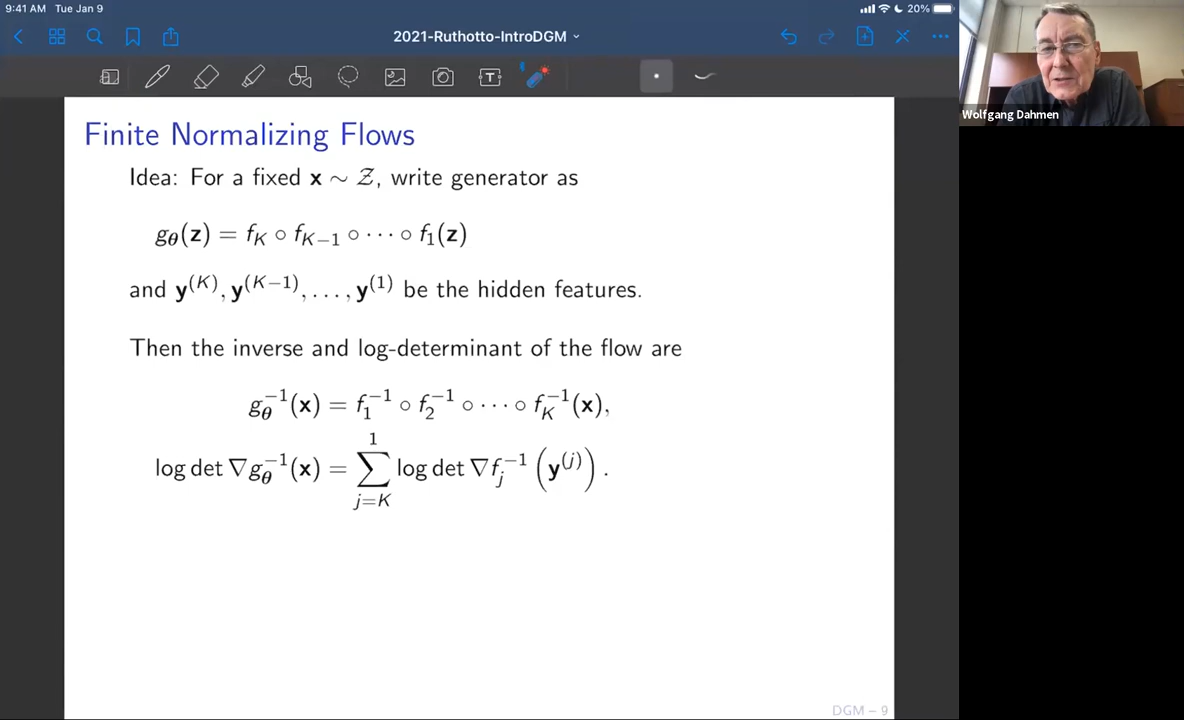 9:41 AM Tue Jan 9
20%
2021-Ruthotto-IntroDGM
T
Wolfgang Dahmen
Finite Normalizing Flows
Idea: For a fixed x ∼ 𝒵, write generator as
g_θ(z) = f_K ∘ f_{K−1} ∘ ⋯ ∘ f_1(z)
and y^{(K)}, y^{(K−1)}, …, y^{(1)} be the hidden features.
Then the inverse and log-determinant of the flow are
g_θ^{−1}(x) = f_1^{−1} ∘ f_2^{−1} ∘ ⋯ ∘ f_K^{−1}(x),
log det ∇g_θ^{−1}(x) = ∑_{j=K}^{1} log det ∇f_j^{−1} (y^{(j)}).
DGM – 9